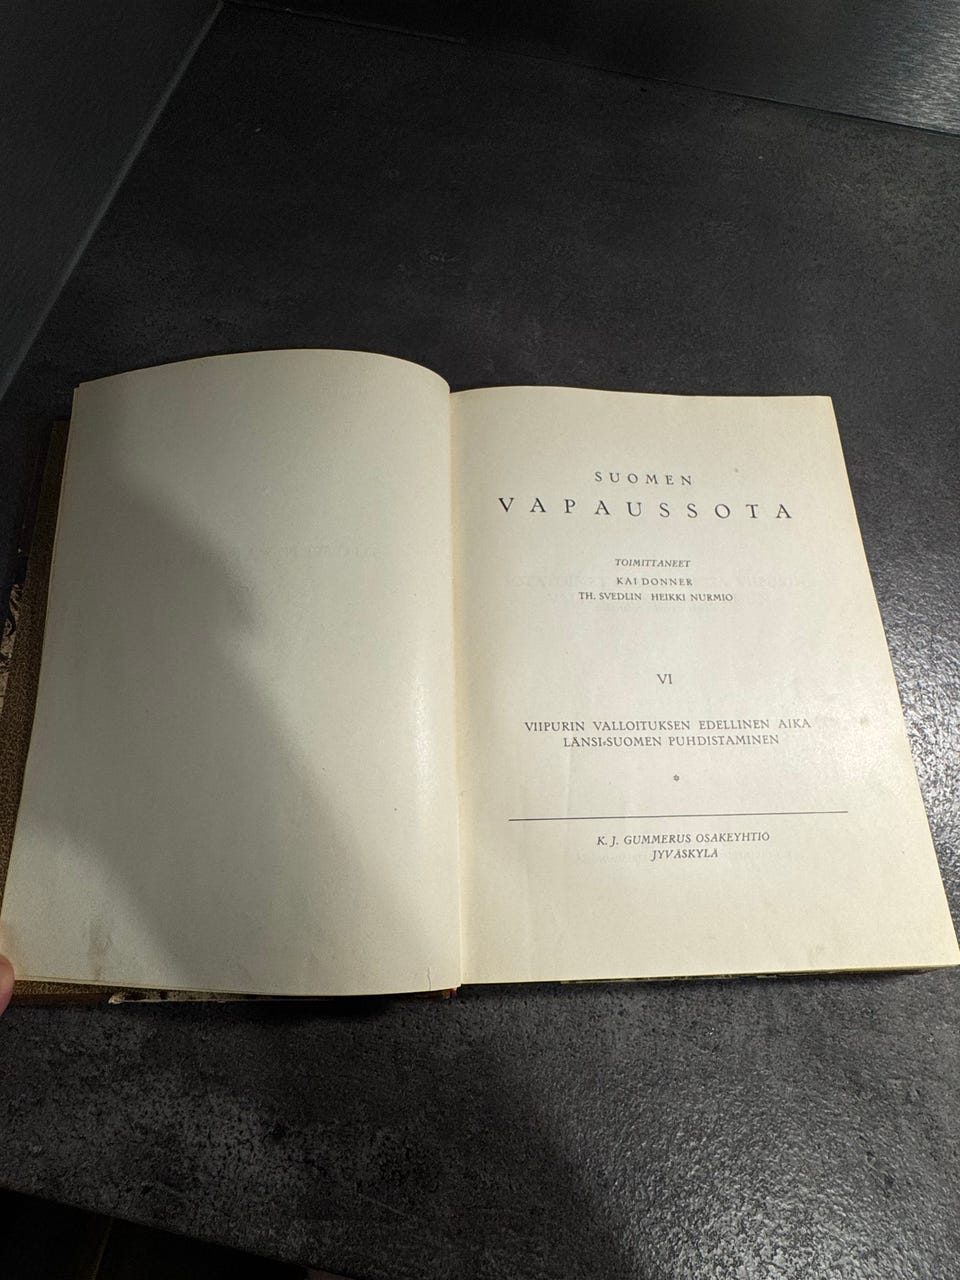 SUOMEN
VAPAUSSOTA
TOIMITTANEET
KAI DONNER
TH. SVEDLIN HEIKKI NURMIO
VI
VIIPURIN VALLOITUKSEN EDELLINEN AIKA
LÄNSI-SUOMEN PUHDISTAMINEN
*
K. J. GUMMERUS OSAKEYHTIÖ
JYVÄSKYLÄ